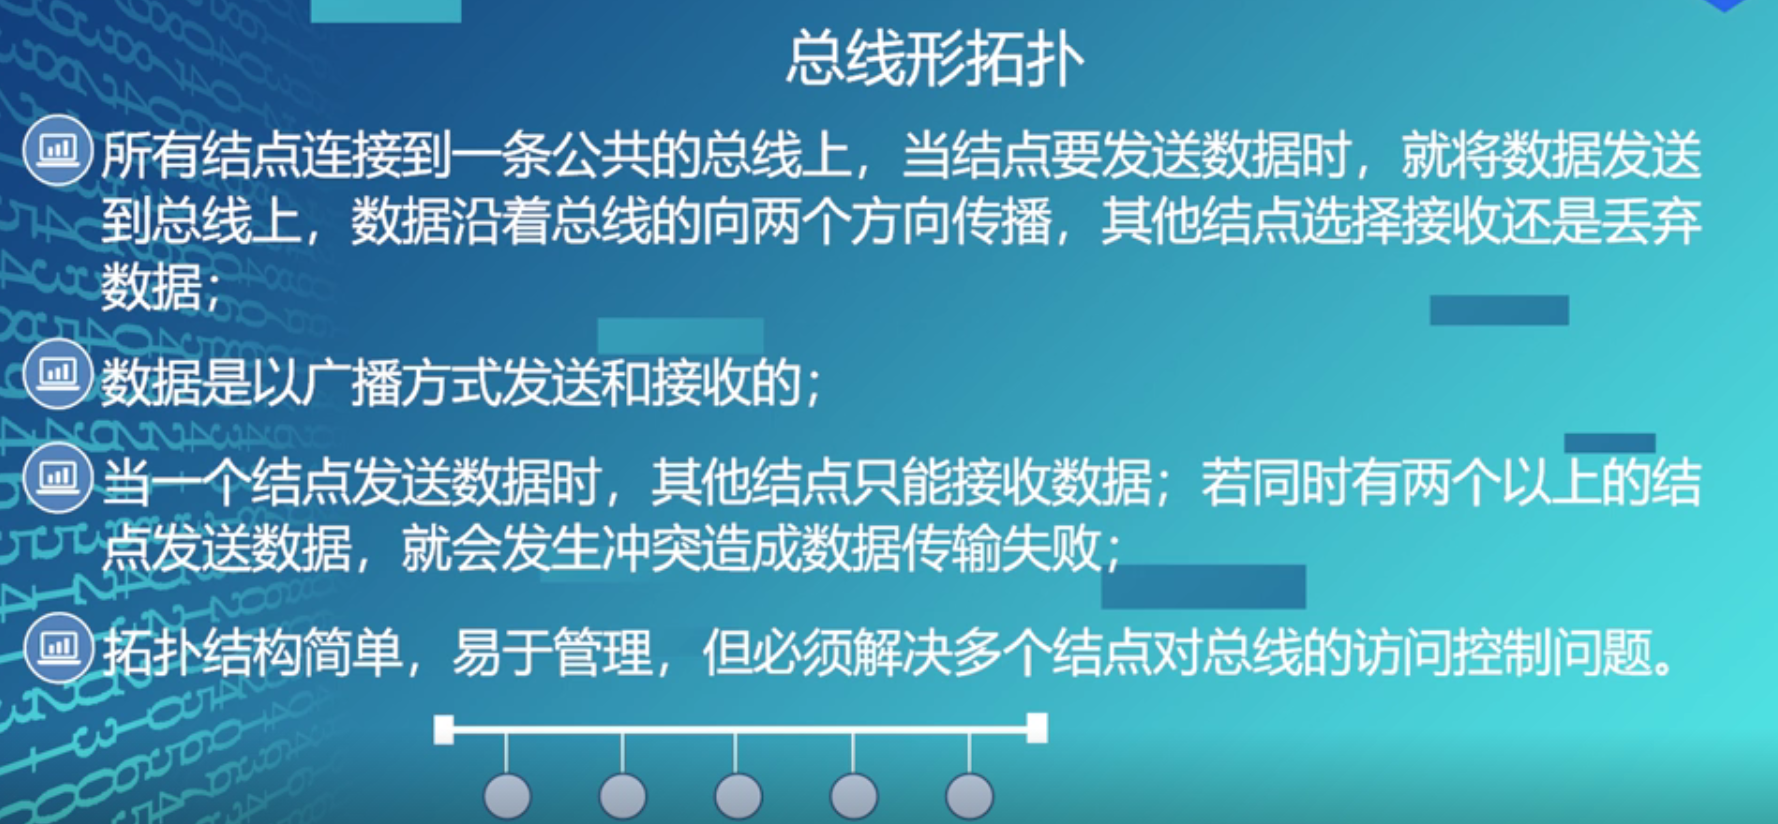 总线形拓扑
所有结点连接到一条公共的总线上，当结点要发送数据时，就将数据发送
到总线上，数据沿着总线的向两个方向传播，其他结点选择接收还是丢弃
数据；
数据是以广播方式发送和接收的；
当一个结点发送数据时，其他结点只能接收数据；若同时有两个以上的结
点发送数据，就会发生冲突造成数据传输失败；
拓扑结构简单，易于管理，但必须解决多个结点对总线的访问控制问题。